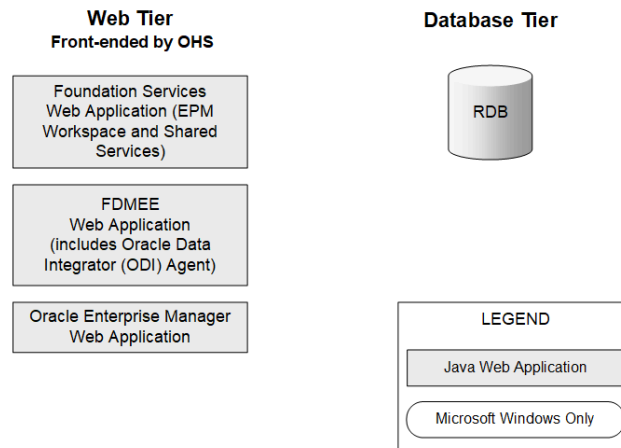 Web Tier
Front-ended by OHS
Foundation Services
Web Application (EPM
Workspace and Shared
Services)
FDMEE
Web Application
(includes Oracle Data
Integrator (ODI) Agent)
Oracle Enterprise Manager
Web Application
Database Tier
RDB
LEGEND
Java Web Application
Microsoft Windows Only